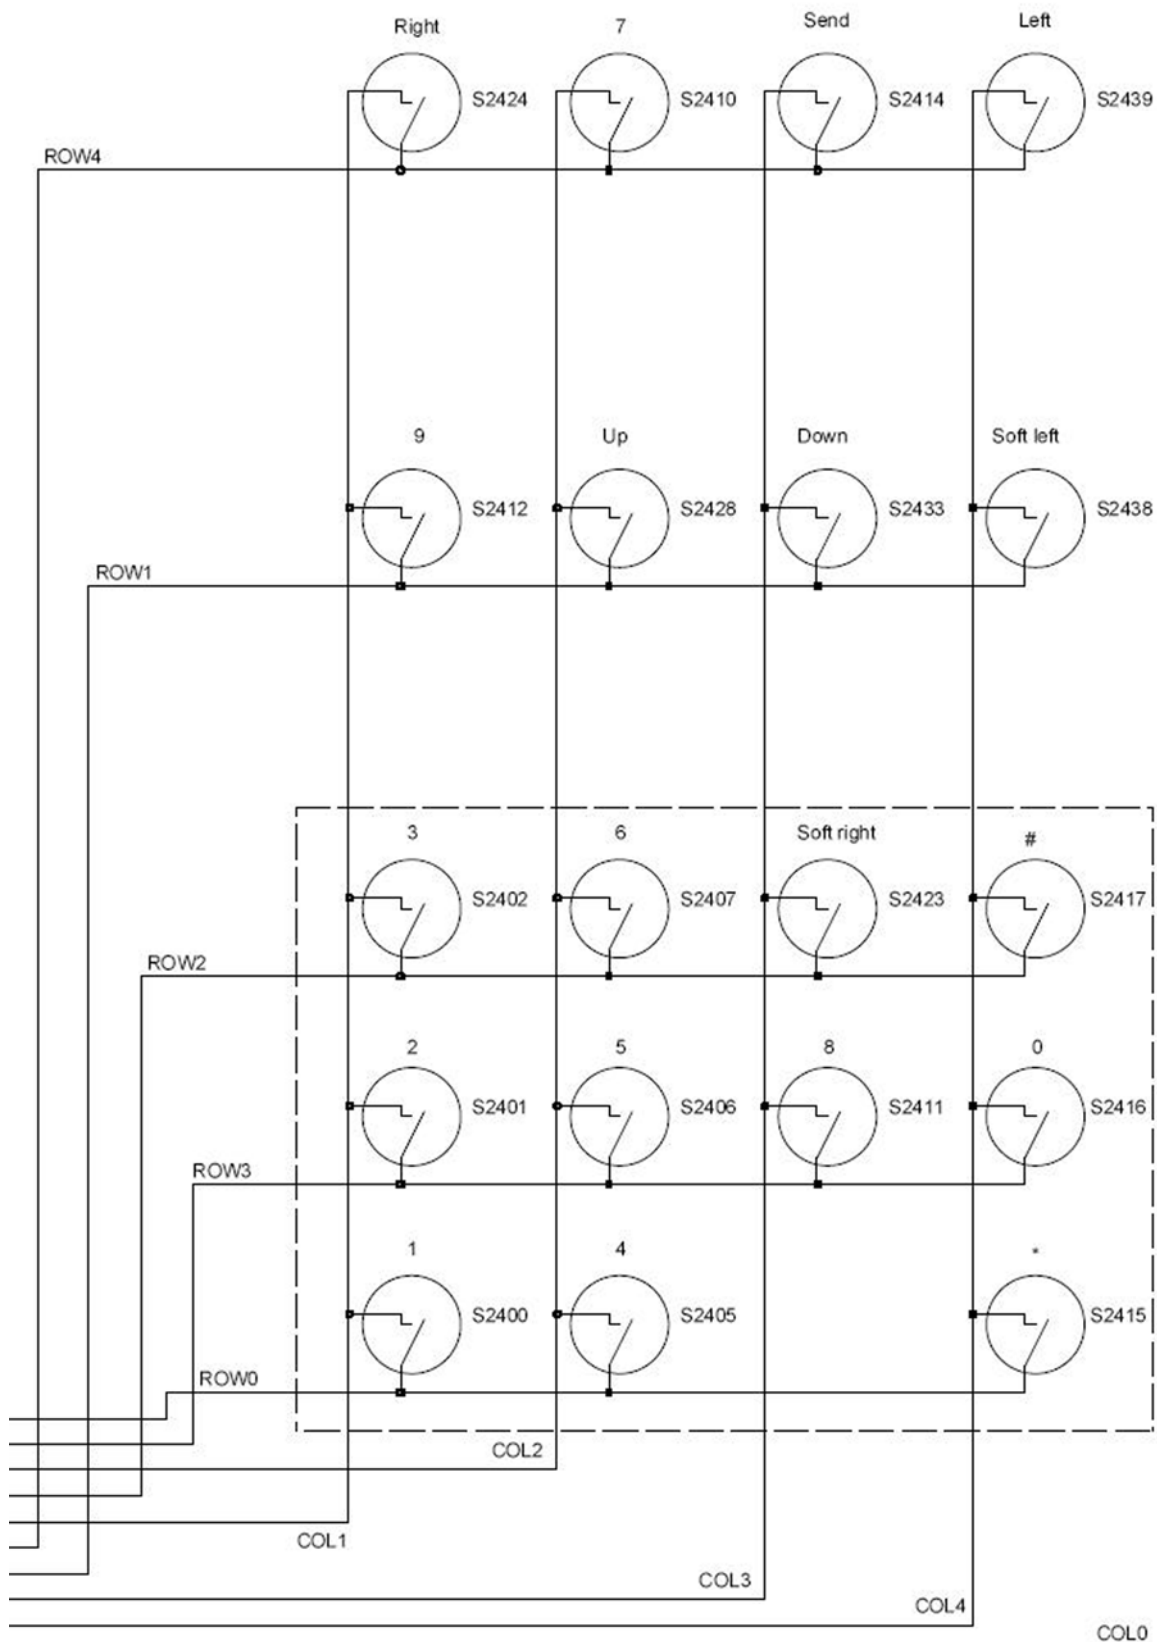 Right 7 Send Left
S2424 S2410 S2414 S2439
ROW4
9 Up Down Soft left
S2412 S2428 S2433 S2438
ROW1
3 6 Soft right #
S2402 S2407 S2423 S2417
ROW2
2 5 8 0
S2401 S2406 S2411 S2416
ROW3
1 4 *
S2400 S2405 S2415
ROW0
COL2
COL1
COL3
COL4
COL0